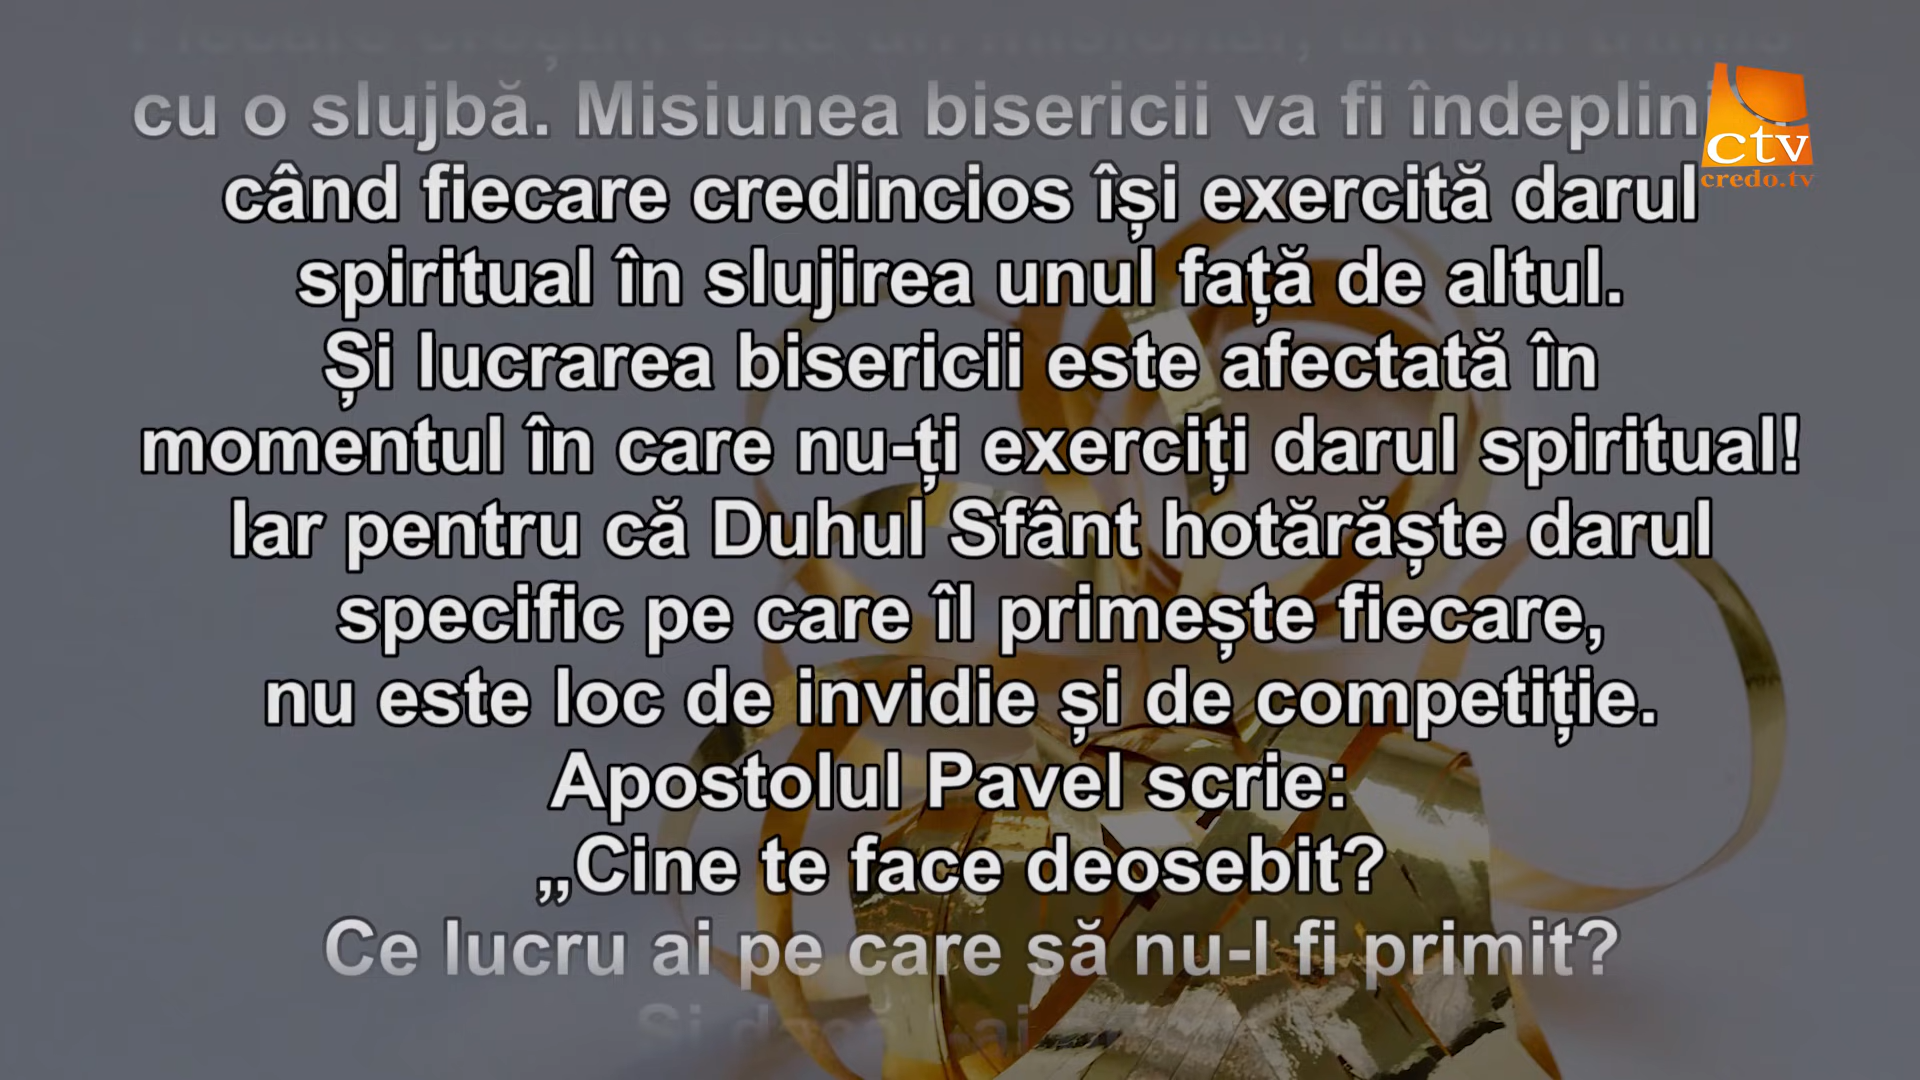 cu o slujbă. Misiunea bisericii va fi
când fiecare credincios își exercită darul
spiritual în slujirea unul față de altul.
Și lucrarea bisericii este afectată în
momentul în care nu-ți exerciți darul spiritual!
Iar pentru că Duhul Sfânt hotărăște darul
specific pe care îl primește fiecare,
nu este loc de invidie și de competiție.
Apostolul Pavel scrie:
„Cine te face deosebit?
Ce lucru ai pe care să nu-l fi primit?
ctv
credo.tv